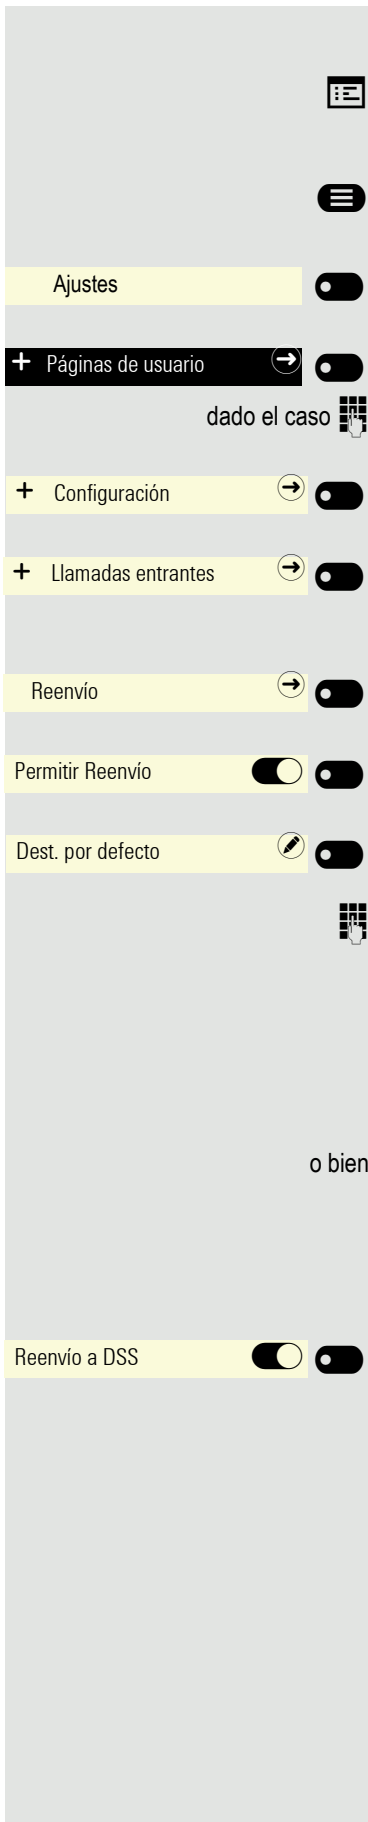 Ajustes
+ Páginas de usuario
dado el caso
+ Configuración
+ Llamadas entrantes
Reenvío
Permitir Reenvío
Dest. por defecto
o bien
Reenvío a DSS